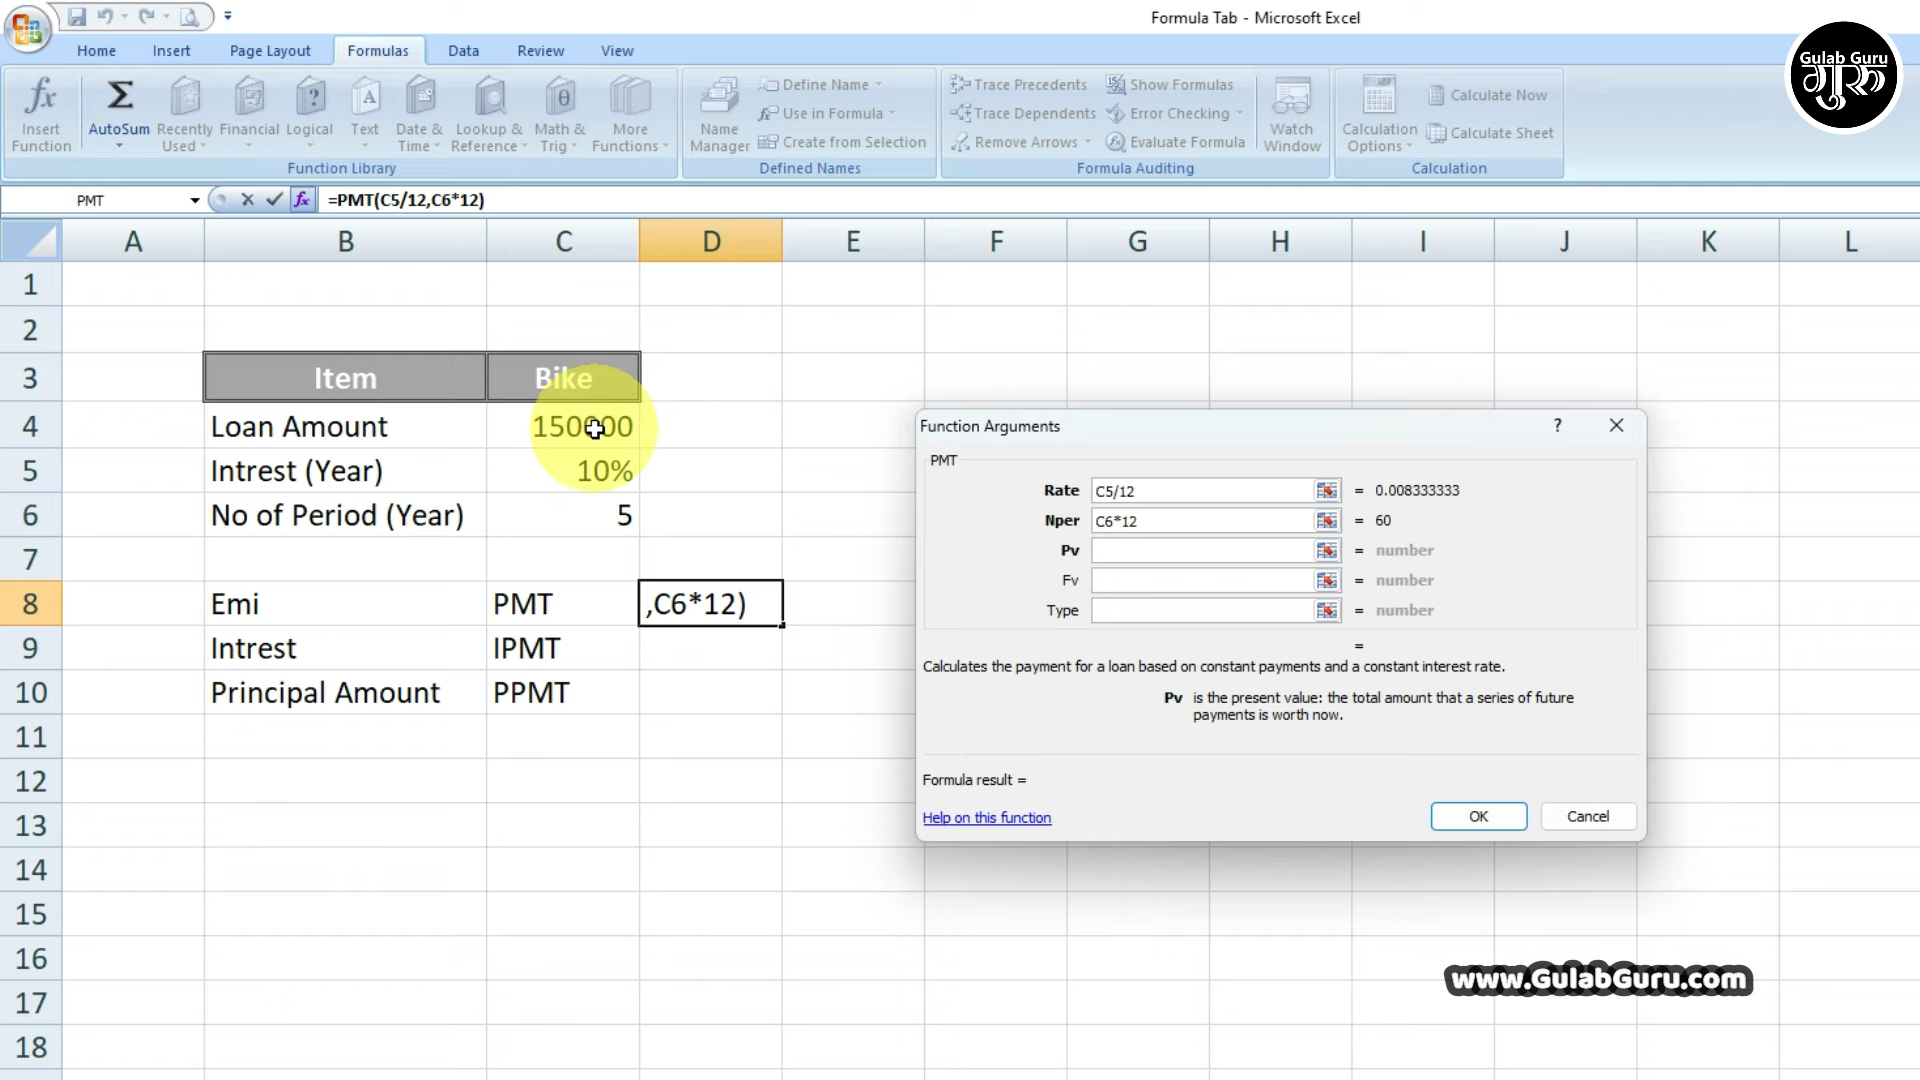 Formula Tab - Microsoft Excel
Home Insert Page Layout Formulas Data Review View
Gulab Guru
गुरु
fx Insert Function
Σ AutoSum
Recently Used
Financial
Logical
Text
Date & Time
Lookup & Reference
Math & Trig
More Functions
Function Library
Name Manager
Define Name
Use in Formula
Create from Selection
Defined Names
Trace Precedents
Trace Dependents
Remove Arrows
Show Formulas
Error Checking
Evaluate Formula
Watch Window
Formula Auditing
Calculation Options
Calculate Now
Calculate Sheet
Calculation
PMT fx =PMT(C5/12,C6*12)
A B C D E F G H I J K L
1
2
3 Item Bike
4 Loan Amount 150000
5 Intrest (Year) 10%
6 No of Period (Year) 5
7
8 Emi PMT ,C6*12)
9 Intrest IPMT
10 Principal Amount PPMT
11
12
13
14
15
16
17
18
Function Arguments ?
PMT
Rate C5/12 = 0.008333333
Nper C6*12 = 60
Pv = number
Fv = number
Type = number
=
Calculates the payment for a loan based on constant payments and a constant interest rate.
Pv is the present value: the total amount that a series of future
payments is worth now.
Formula result =
Help on this function OK Cancel
www.GulabGuru.com